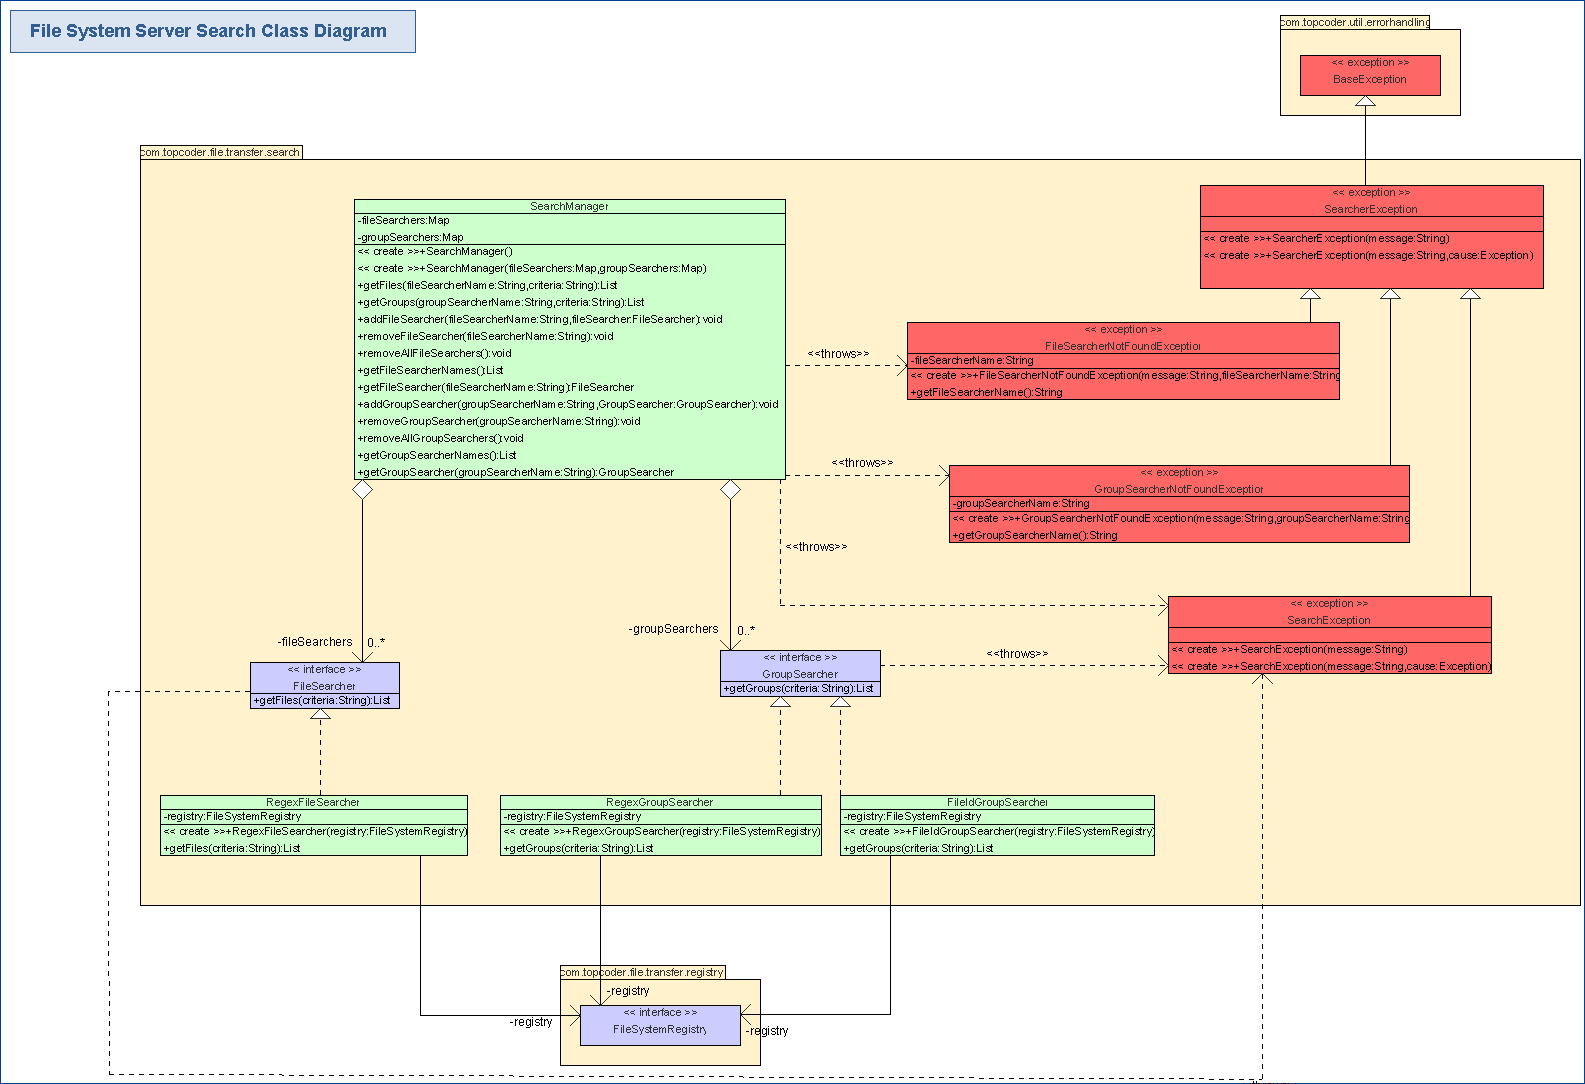 File System Server Search Class Diagram
com.topcoder.util.errorhandling
<< exception >>
BaseException
com.topcoder.file.transfer.search
SearchManager
-fileSearchers:Map
-groupSearchers:Map
<< create >>+SearchManager()
<< create >>+SearchManager(fileSearchers:Map,groupSearchers:Map)
+getFiles(fileSearcherName:String,criteria:String):List
+getGroups(groupSearcherName:String,criteria:String):List
+addFileSearcher(fileSearcherName:String,fileSearcher:FileSearcher):void
+removeFileSearcher(fileSearcherName:String):void
+removeAllFileSearchers():void
+getFileSearcherNames():List
+getFileSearcher(fileSearcherName:String):FileSearcher
+addGroupSearcher(groupSearcherName:String,GroupSearcher:GroupSearcher):void
+removeGroupSearcher(groupSearcherName:String):void
+removeAllGroupSearchers():void
+getGroupSearcherNames():List
+getGroupSearcher(groupSearcherName:String):GroupSearcher
<< exception >>
SearcherException
<< create >>+SearcherException(message:String)
<< create >>+SearcherException(message:String,cause:Exception)
<<throws>>
<< exception >>
FileSearcherNotFoundException
-fileSearcherName:String
<< create >>+FileSearcherNotFoundException(message:String,fileSearcherName:String
+getFileSearcherName():String
<<throws>>
<< exception >>
GroupSearcherNotFoundException
-groupSearcherName:String
<< create >>+GroupSearcherNotFoundException(message:String,groupSearcherName:String
+getGroupSearcherName():String
<<throws>>
<< exception >>
SearchException
<< create >>+SearchException(message:String)
<< create >>+SearchException(message:String,cause:Exception)
-fileSearchers
0..*
-groupSearchers
0..*
<<throws>>
<< interface >>
FileSearcher
+getFiles(criteria:String):List
<< interface >>
GroupSearcher
+getGroups(criteria:String):List
RegexFileSearcher
-registry:FileSystemRegistry
<< create >>+RegexFileSearcher(registry:FileSystemRegistry)
+getFiles(criteria:String):List
RegexGroupSearcher
-registry:FileSystemRegistry
<< create >>+RegexGroupSearcher(registry:FileSystemRegistry)
+getGroups(criteria:String):List
FileIdGroupSearcher
-registry:FileSystemRegistry
<< create >>+FileIdGroupSearcher(registry:FileSystemRegistry)
+getGroups(criteria:String):List
com.topcoder.file.transfer.registry
-registry
-registry
<< interface >>
FileSystemRegistry
-registry